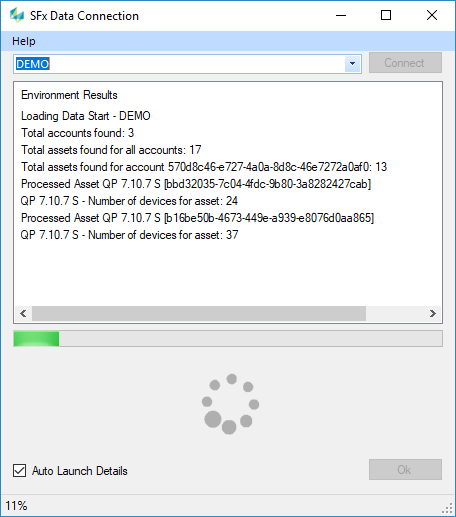 SFx Data Connection
Help
DEMO
Connect
Environment Results
Loading Data Start - DEMO
Total accounts found: 3
Total assets found for all accounts: 17
Total assets found for account 570d8c46-e727-4a0a-8d8c-46e7272a0af0: 13
Processed Asset QP 7.10.7 S [bbd32035-7c04-4fdc-9b80-3a8282427cab]
QP 7.10.7 S - Number of devices for asset: 24
Processed Asset QP 7.10.7 S [b16be50b-4673-449e-a939-e8076d0aa865]
QP 7.10.7 S - Number of devices for asset: 37
Auto Launch Details
Ok
11%